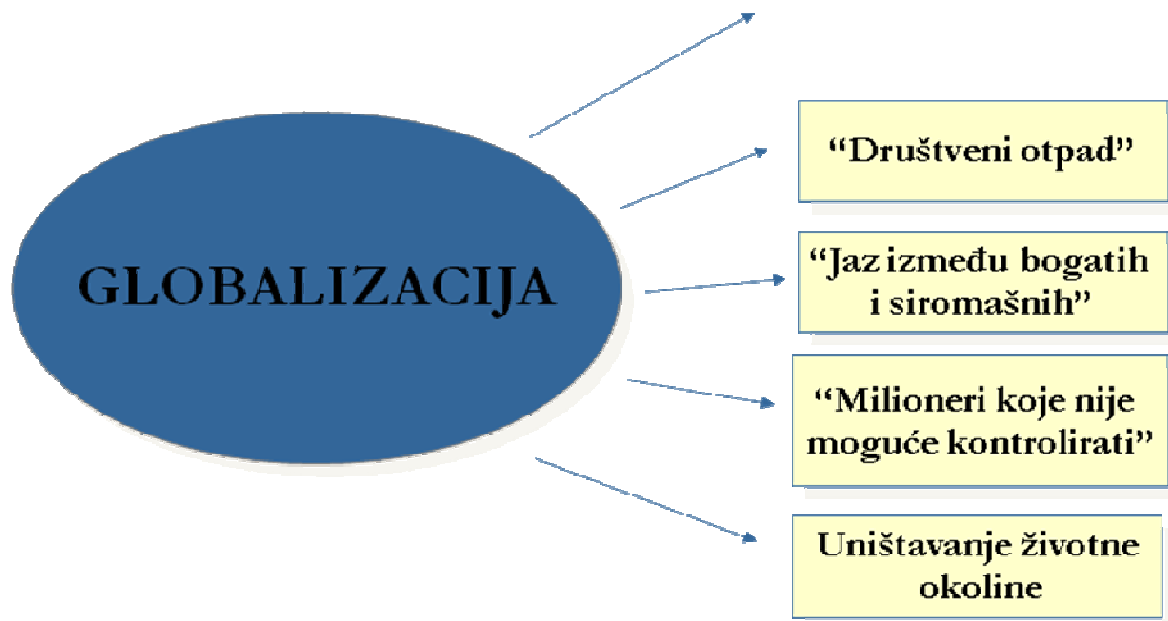 GLOBALIZACIJA
“Društveni otpad”
“Jaz između bogatih
i siromašnih”
“Milioneri koje nije
moguće kontrolirati”
Uništavanje životne
okoline